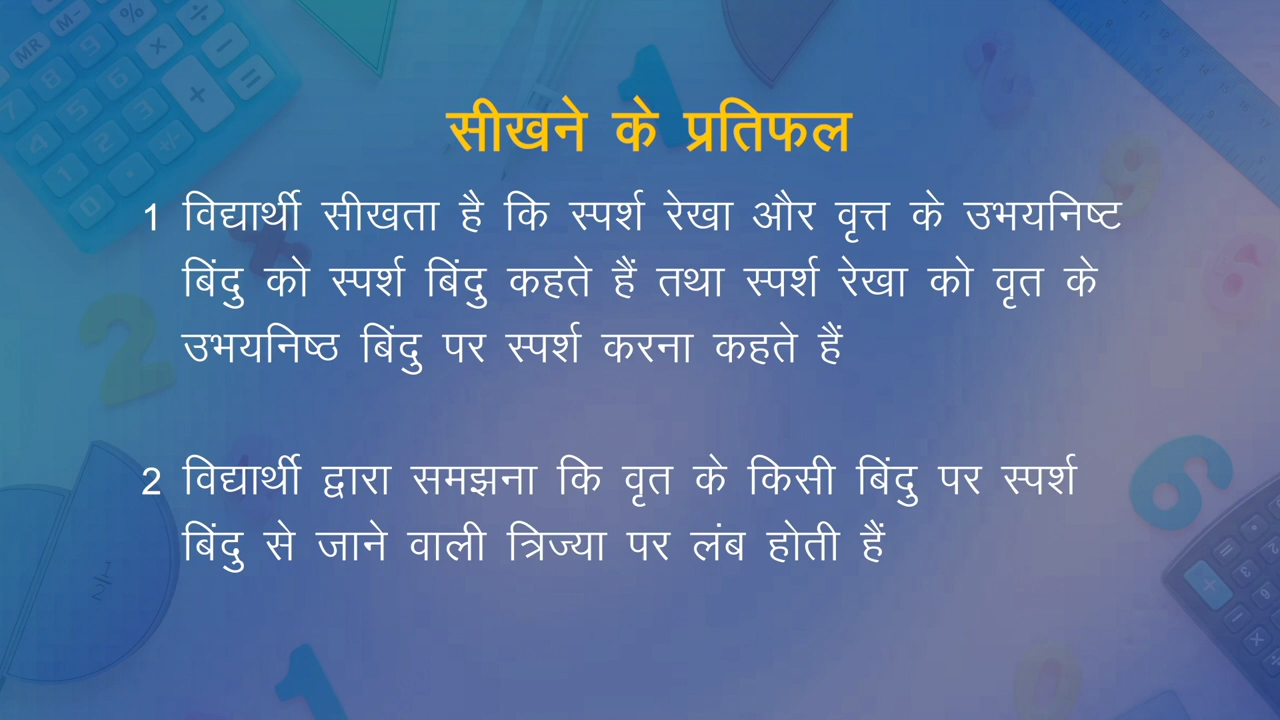 सीखने के प्रतिफल
1 विद्यार्थी सीखता है कि स्पर्श रेखा और वृत्त के उभयनिष्ट
बिंदु को स्पर्श बिंदु कहते हैं तथा स्पर्श रेखा को वृत के
उभयनिष्ठ बिंदु पर स्पर्श करना कहते हैं
2 विद्यार्थी द्वारा समझना कि वृत के किसी बिंदु पर स्पर्श
बिंदु से जाने वाली त्रिज्या पर लंब होती हैं